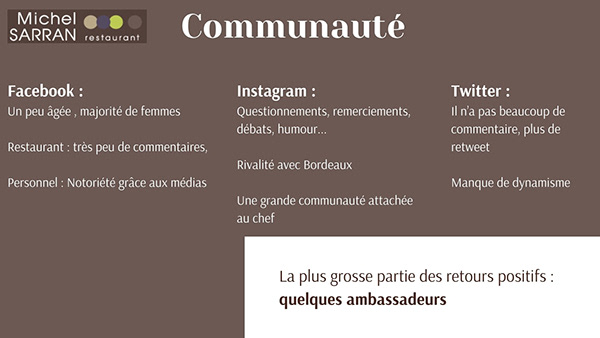 Michel
SARRAN restaurant
Communauté
Facebook :
Un peu âgée , majorité de femmes
Restaurant : très peu de commentaires,
Personnel : Notoriété grâce aux médias
Instagram :
Questionnements, remerciements,
débats, humour...
Rivalité avec Bordeaux
Une grande communauté attachée
au chef
Twitter :
Il n'a pas beaucoup de
commentaire, plus de
retweet
Manque de dynamisme
La plus grosse partie des retours positifs :
quelques ambassadeurs